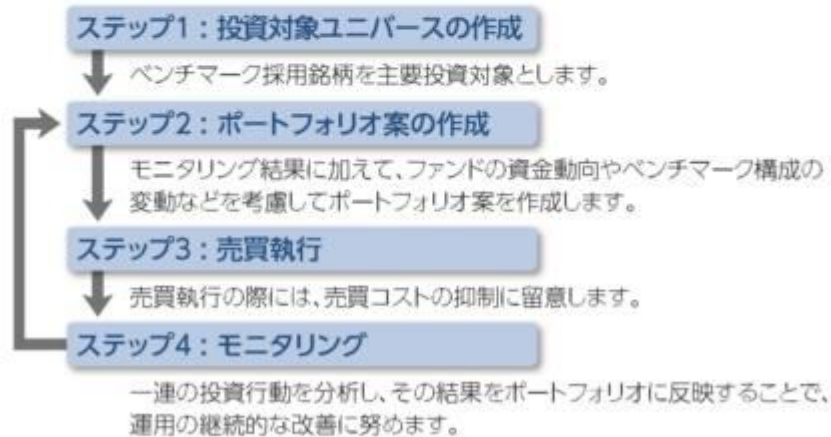 ステップ1：投資対象ユニバースの作成
ベンチマーク採用銘柄を主要投資対象とします。
ステップ2：ポートフォリオ案の作成
モニタリング結果に加えて、ファンドの資金動向やベンチマーク構成の
変動などを考慮してポートフォリオ案を作成します。
ステップ3：売買執行
売買執行の際には、売買コストの抑制に留意します。
ステップ4：モニタリング
一連の投資行動を分析し、その結果をポートフォリオに反映することで、
運用の継続的な改善に努めます。